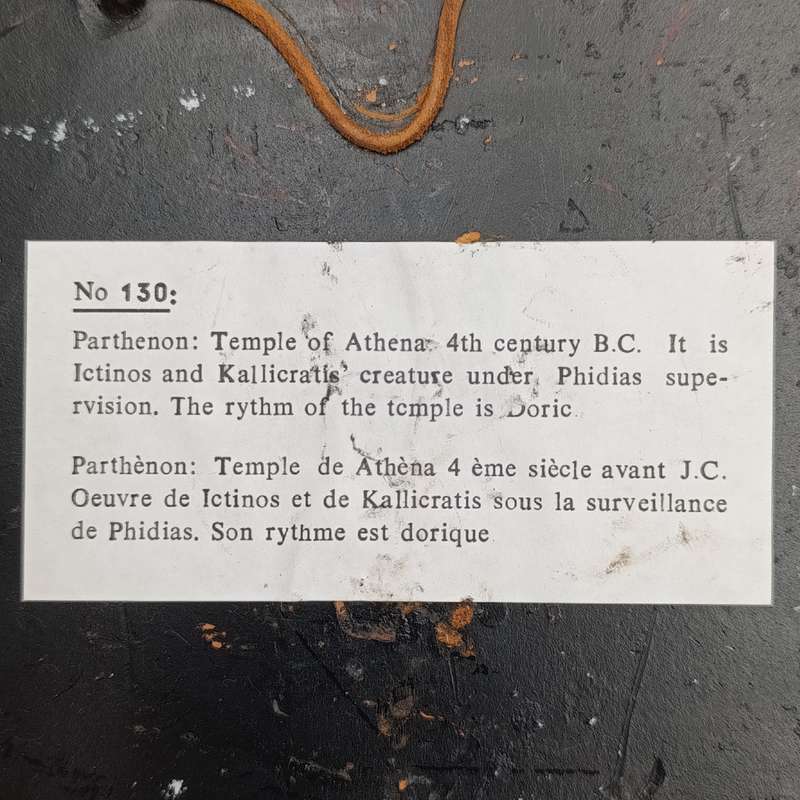 No 130:
Parthenon: Temple of Athena 4th century B.C. It is
Ictinos and Kallicratis' creature under Phidias supe-
rvision. The rythm of the temple is Doric
Parthènon: Temple de Athèna 4 ème siècle avant J.C.
Oeuvre de Ictinos et de Kallicratis sous la surveillance
de Phidias. Son rythme est dorique